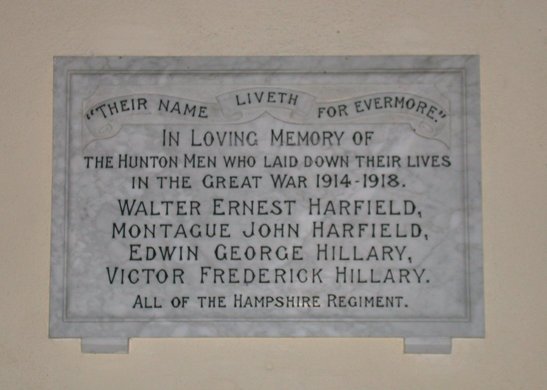 "THEIR NAME LIVETH FOR EVERMORE."
IN LOVING MEMORY OF
THE HUNTON MEN WHO LAID DOWN THEIR LIVES
IN THE GREAT WAR 1914-1918.
WALTER ERNEST HARFIELD,
MONTAGUE JOHN HARFIELD,
EDWIN GEORGE HILLARY,
VICTOR FREDERICK HILLARY.
ALL OF THE HAMPSHIRE REGIMENT.